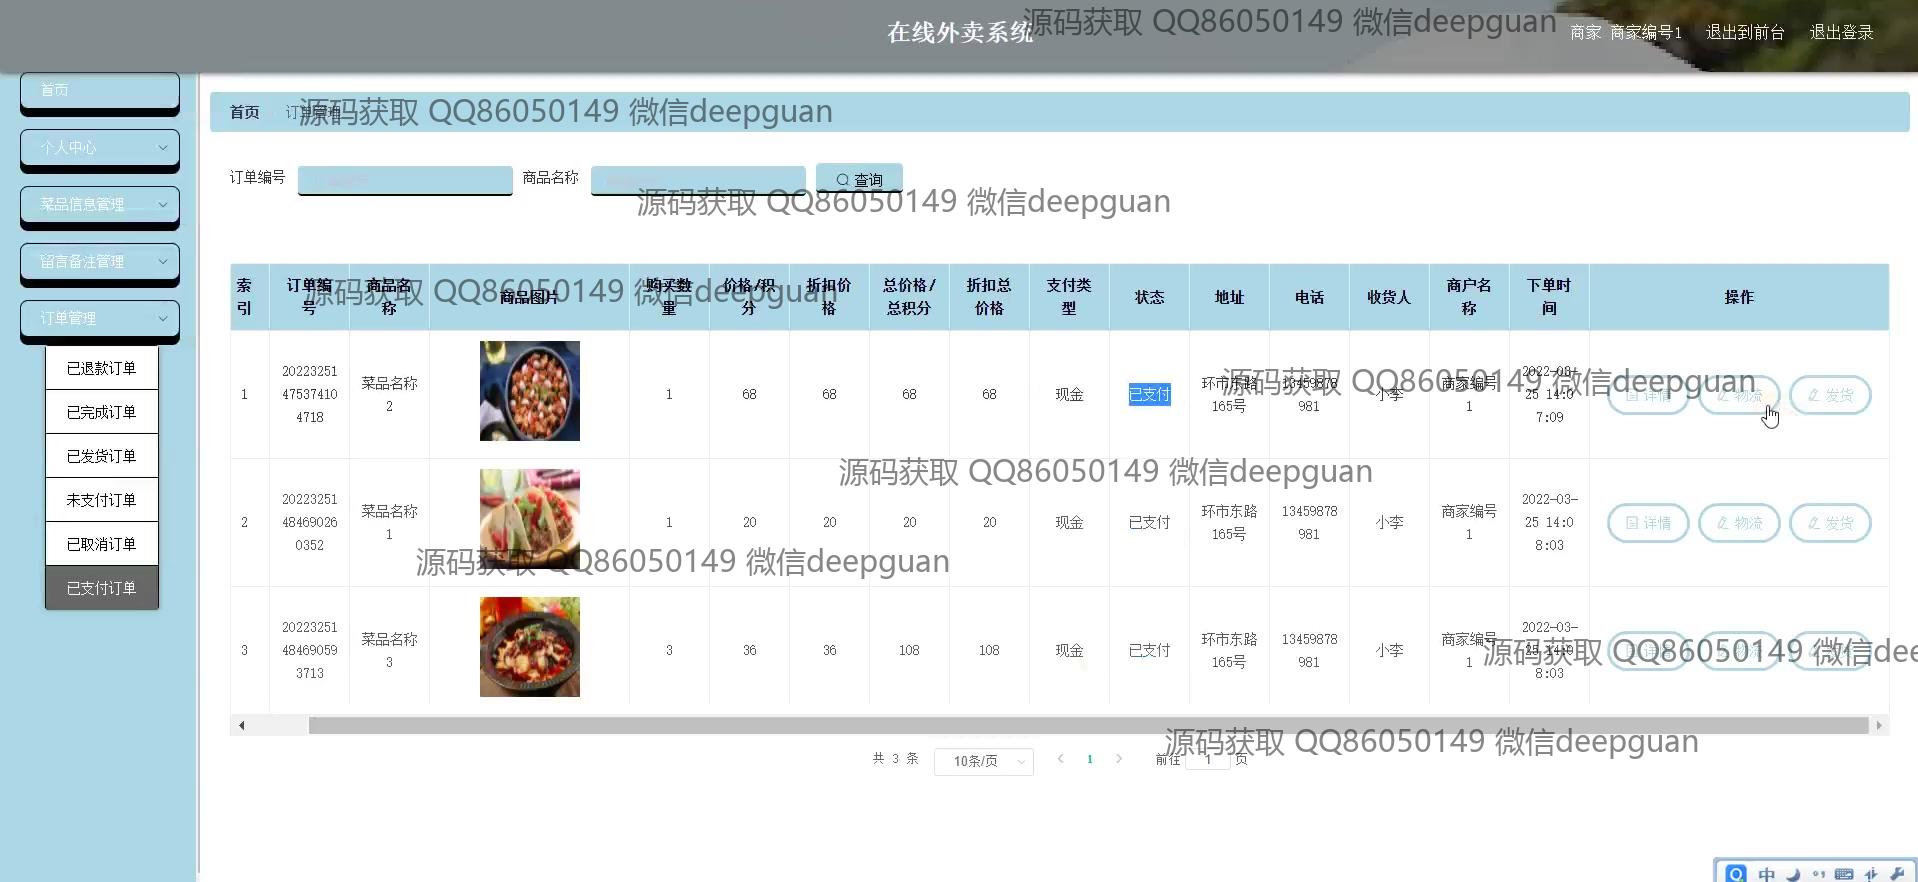 在线外卖系统
源码获取 QQ86050149 微信deepguan
商家 商家编号1 退出到前台 退出登录
首页
个人中心
菜品信息管理
留言备注管理
订单管理
已退款订单
已完成订单
已发货订单
未支付订单
已取消订单
已支付订单
首页 订单管理
源码获取 QQ86050149 微信deepguan
订单编号 商品名称 查询
源码获取 QQ86050149 微信deepguan
索引 订单编号 商品名称 商品图片 购买数量 价格/积分 折扣价格 总价格/总积分 折扣总价格 支付类型 状态 地址 电话 收货人 商户名称 下单时间 操作
源码获取 QQ86050149 微信deepguan
1 20223251475374104718 菜品名称2 1 68 68 68 68 现金 已支付 环市东路165号 13459878981 小李 商家编号1 2022-03-25 14:07:09 详情 物流 发货
源码获取 QQ86050149 微信deepguan
源码获取 QQ86050149 微信deepguan
2 20223251484690260352 菜品名称1 1 20 20 20 20 现金 已支付 环市东路165号 13459878981 小李 商家编号1 2022-03-25 14:08:03 详情 物流 发货
源码获取 QQ86050149 微信deepguan
3 20223251484690593713 菜品名称3 3 36 36 108 108 现金 已支付 环市东路165号 13459878981 小李 商家编号1 2022-03-25 14:08:03
源码获取 QQ86050149 微信dee
源码获取 QQ86050149 微信deepguan
共 3 条 10条/页 1 前往 1 页
中